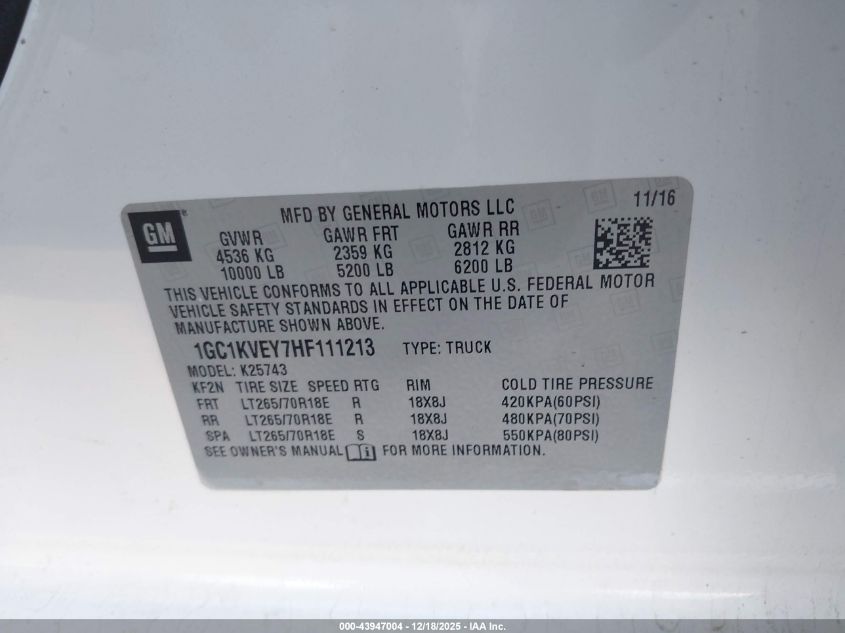 GM
MFD BY GENERAL MOTORS LLC 11/16
GVWR GAWR FRT GAWR RR
4536 KG 2359 KG 2812 KG
10000 LB 5200 LB 6200 LB
THIS VEHICLE CONFORMS TO ALL APPLICABLE U.S. FEDERAL MOTOR
VEHICLE SAFETY STANDARDS IN EFFECT ON THE DATE OF
MANUFACTURE SHOWN ABOVE.
1GC1KVEY7HF111213 TYPE: TRUCK
MODEL: K25743
KF2N TIRE SIZE SPEED RTG RIM COLD TIRE PRESSURE
FRT LT265/70R18E R 18X8J 420KPA(60PSI)
RR LT265/70R18E R 18X8J 480KPA(70PSI)
SPA LT265/70R18E S 18X8J 550KPA(80PSI)
SEE OWNER'S MANUAL i FOR MORE INFORMATION.
000-43947004 - 12/18/2025 - IAA Inc.